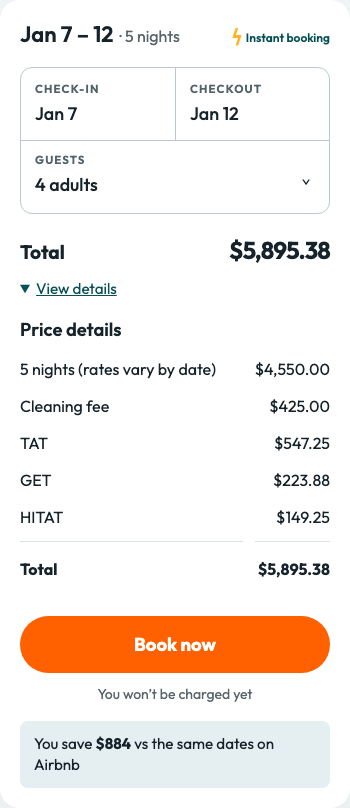 Jan 7 – 12 · 5 nights
Instant booking
CHECK-IN
Jan 7
CHECKOUT
Jan 12
GUESTS
4 adults
Total $5,895.38
▼ View details
Price details
5 nights (rates vary by date) $4,550.00
Cleaning fee $425.00
TAT $547.25
GET $223.88
HITAT $149.25
Total $5,895.38
Book now
You won't be charged yet
You save $884 vs the same dates on
Airbnb